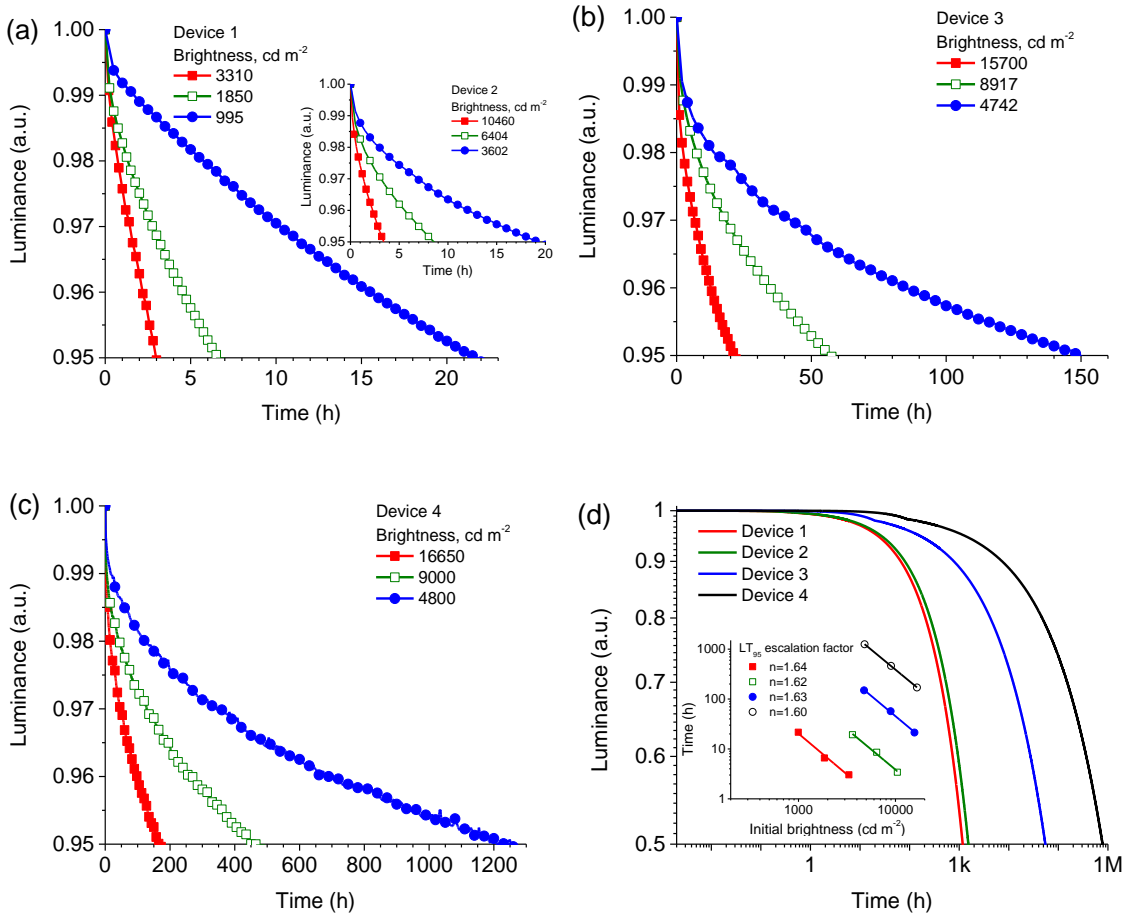 (a)
Device 1
Brightness, cd m-2
3310
1850
995
1.00
0.99
0.98
0.97
0.96
0.95
Luminance (a.u.)
0 5 10 15 20
Time (h)
Device 2
Brightness, cd m-2
10460
6404
3602
1.00
0.99
0.98
0.97
0.96
0.95
Luminance (a.u.)
0 5 10 15 20
Time (h)
(b)
Device 3
Brightness, cd m-2
15700
8917
4742
1.00
0.99
0.98
0.97
0.96
0.95
Luminance (a.u.)
0 50 100 150
Time (h)
(c)
Device 4
Brightness, cd m-2
16650
9000
4800
1.00
0.99
0.98
0.97
0.96
0.95
Luminance (a.u.)
0 200 400 600 800 1000 1200
Time (h)
(d)
Device 1
Device 2
Device 3
Device 4
1
0.9
0.8
0.7
0.6
0.5
Luminance (a.u.)
1 1k 1M
Time (h)
LT95 escalation factor
n=1.64
n=1.62
n=1.63
n=1.60
1000
100
10
1
Time (h)
1000 10000
Initial brightness (cd m-2)